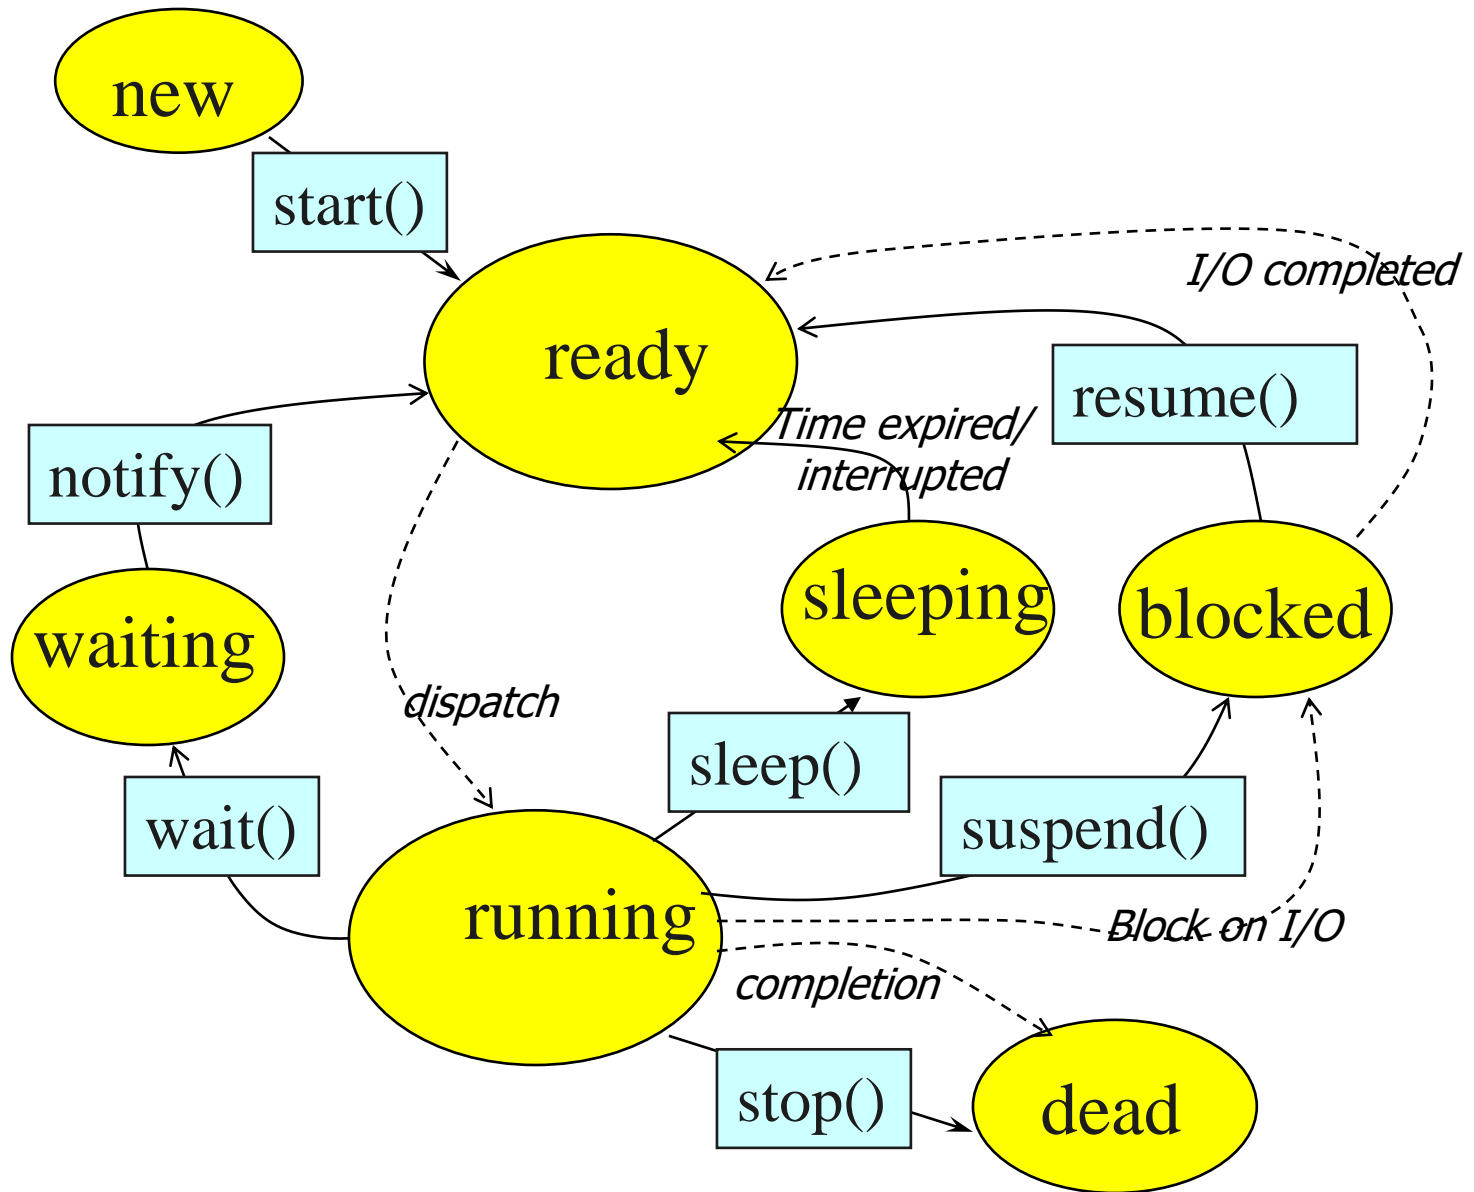 new
start()
I/O completed
ready
resume()
Time expired/
interrupted
notify()
sleeping
blocked
waiting
dispatch
sleep()
wait()
suspend()
running
Block on I/O
completion
stop()
dead